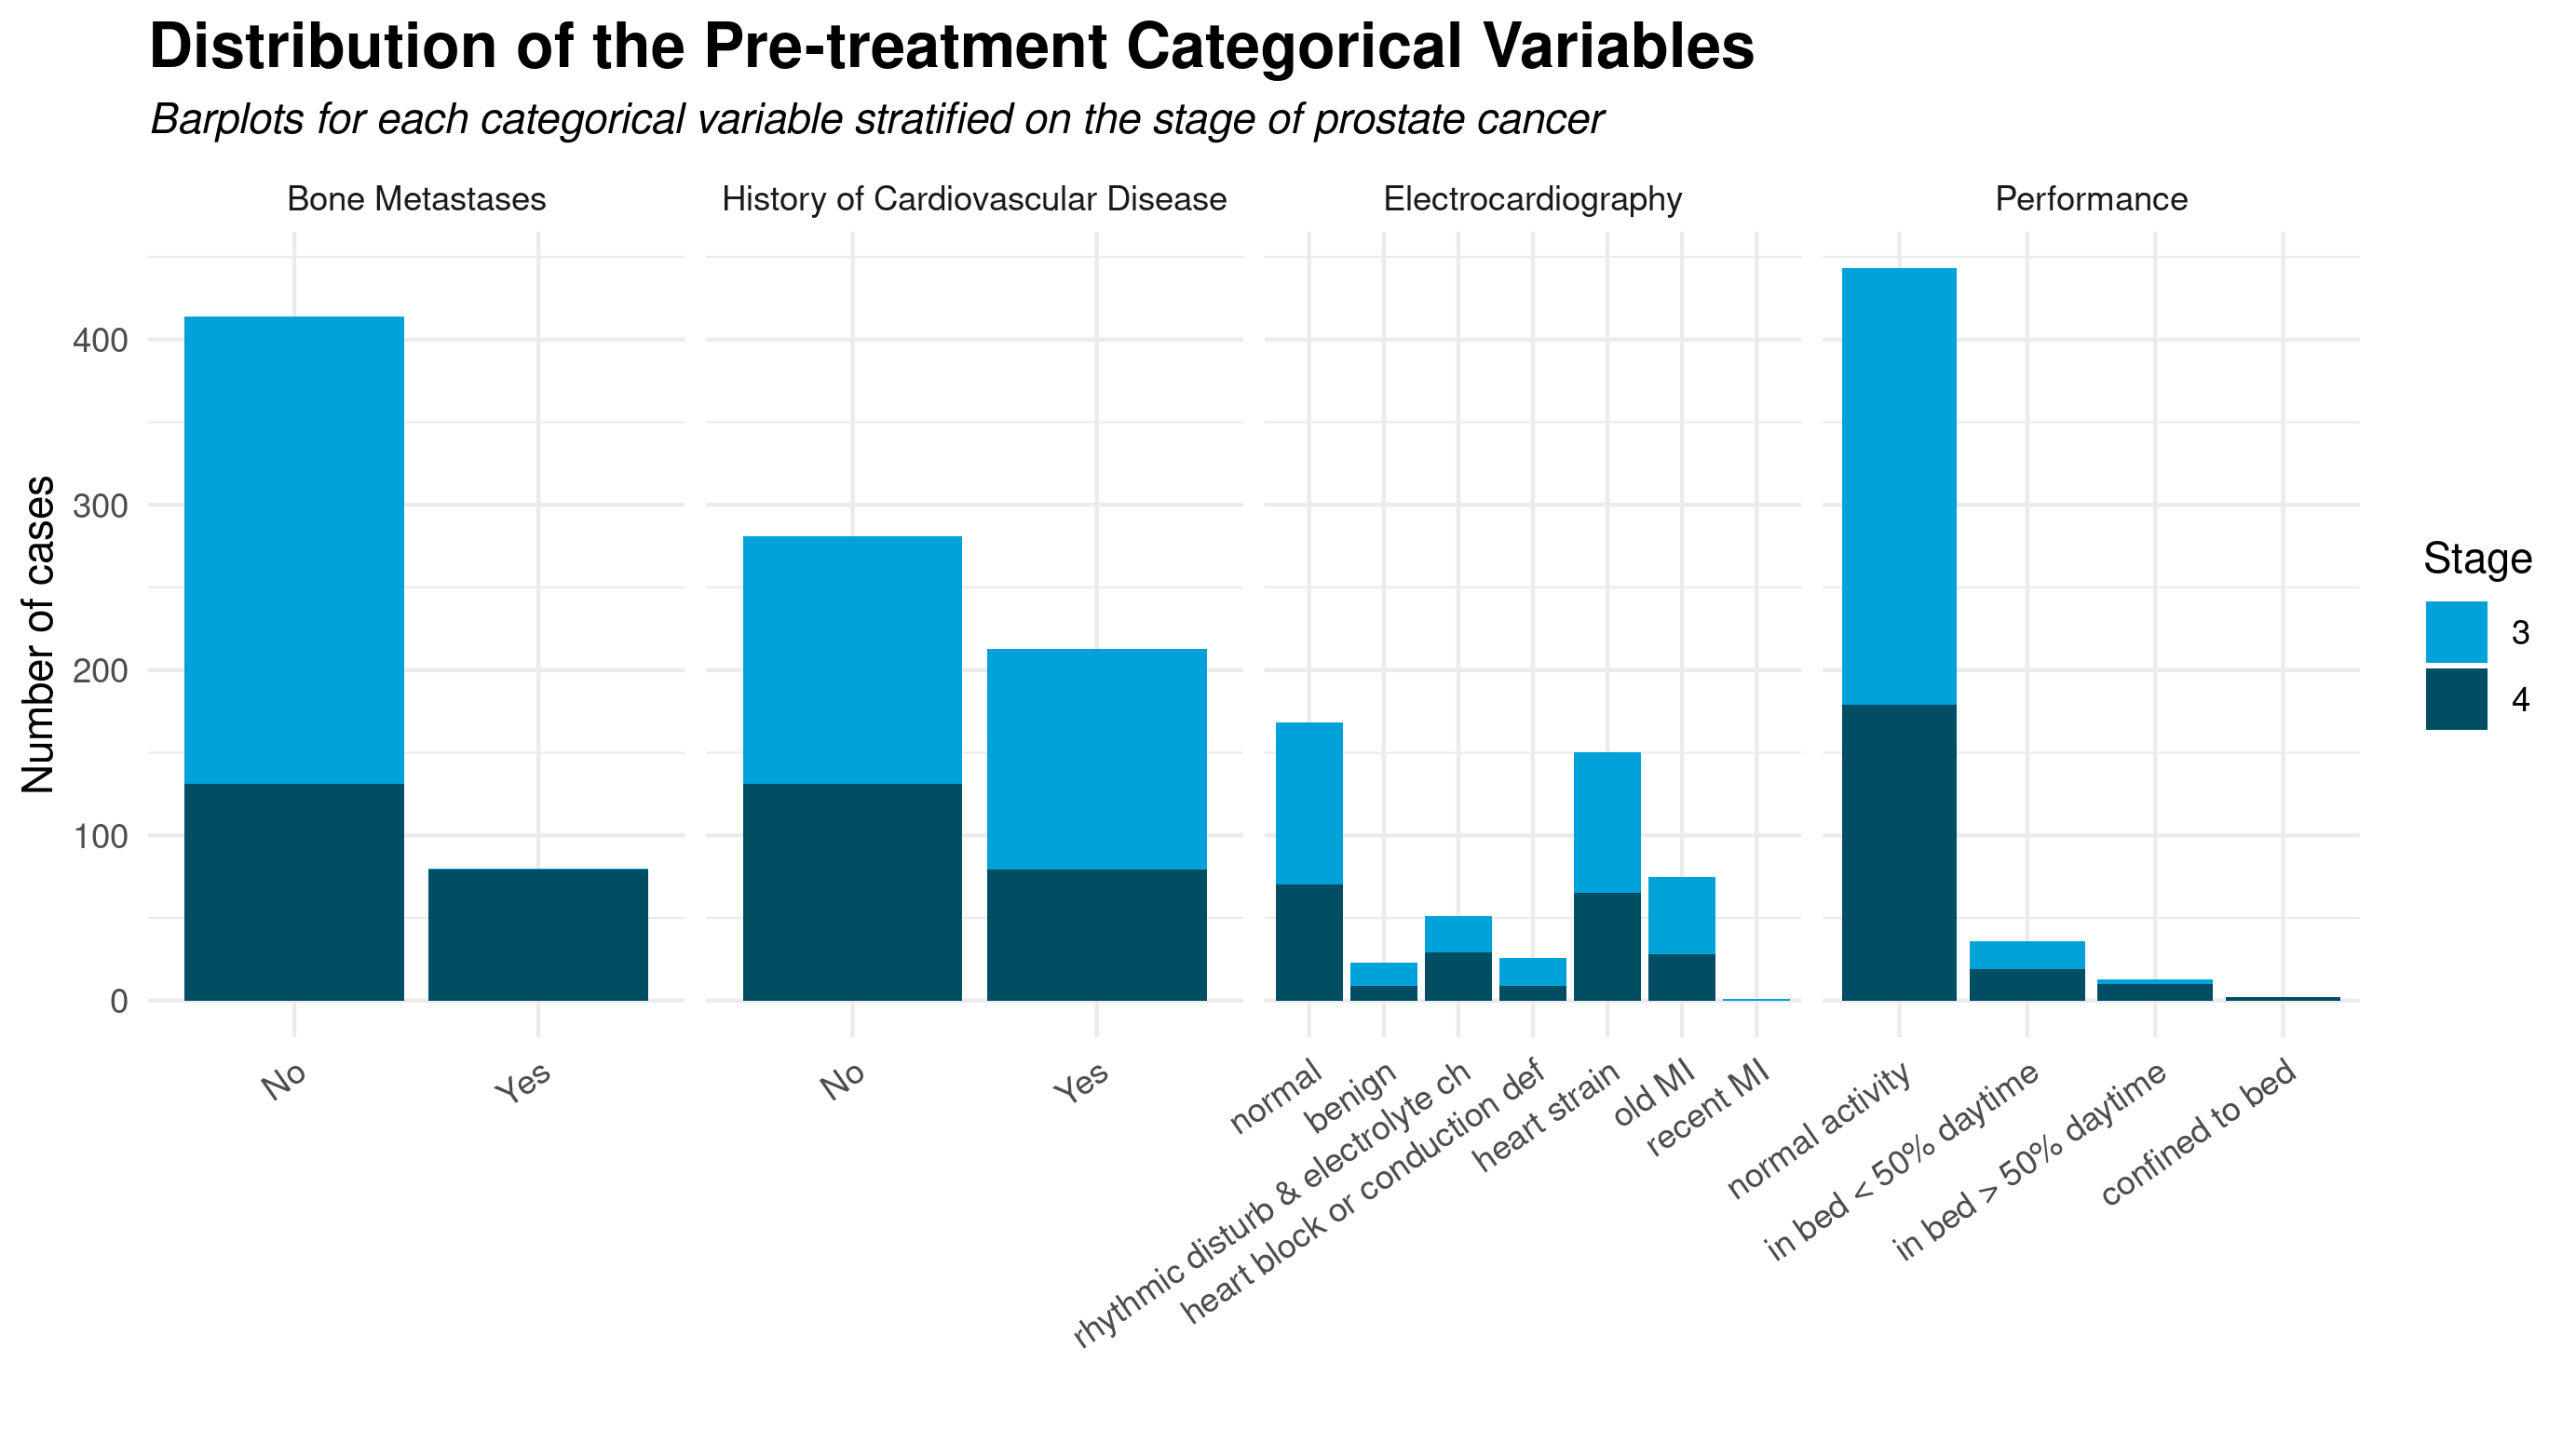 Distribution of the Pre-treatment Categorical Variables
Barplots for each categorical variable stratified on the stage of prostate cancer
Bone Metastases
History of Cardiovascular Disease
Electrocardiography
Performance
Number of cases
400
300
200
100
0
No
Yes
No
Yes
normal
benign
rhythmic disturb & electrolyte ch
heart block or conduction def
heart strain
old MI
recent MI
normal activity
in bed < 50% daytime
in bed > 50% daytime
confined to bed
Stage
3
4